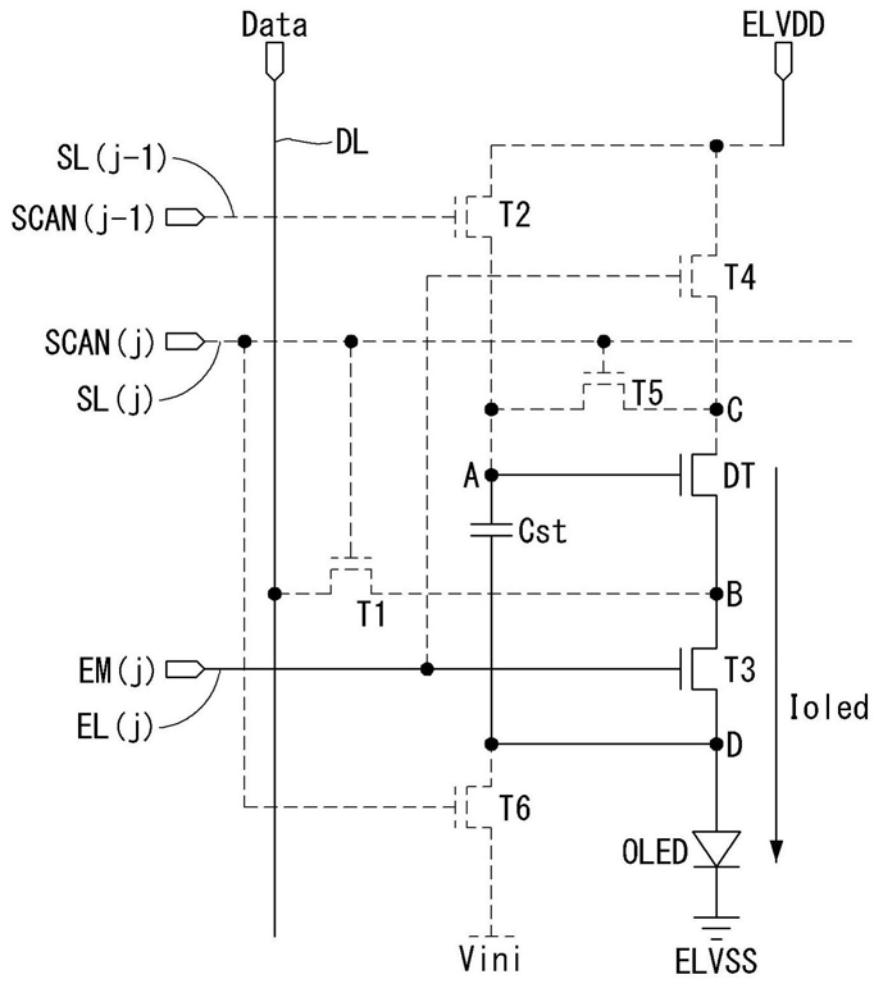 Data
ELVDD
DL
SL(j-1)
SCAN(j-1)
T2
T4
SCAN(j)
SL(j)
T5
C
A
DT
Cst
T1
B
EM(j)
T3
EL(j)
Ioled
D
T6
OLED
Vini
ELVSS